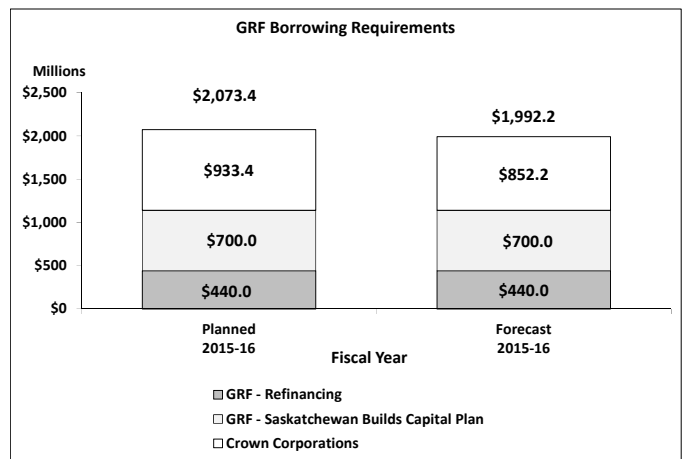 GRF Borrowing Requirements
Millions
$2,500
$2,000
$1,500
$1,000
$500
$0
$2,073.4
$933.4
$700.0
$440.0
$1,992.2
$852.2
$700.0
$440.0
Planned
2015-16
Forecast
2015-16
Fiscal Year
GRF - Refinancing
GRF - Saskatchewan Builds Capital Plan
Crown Corporations